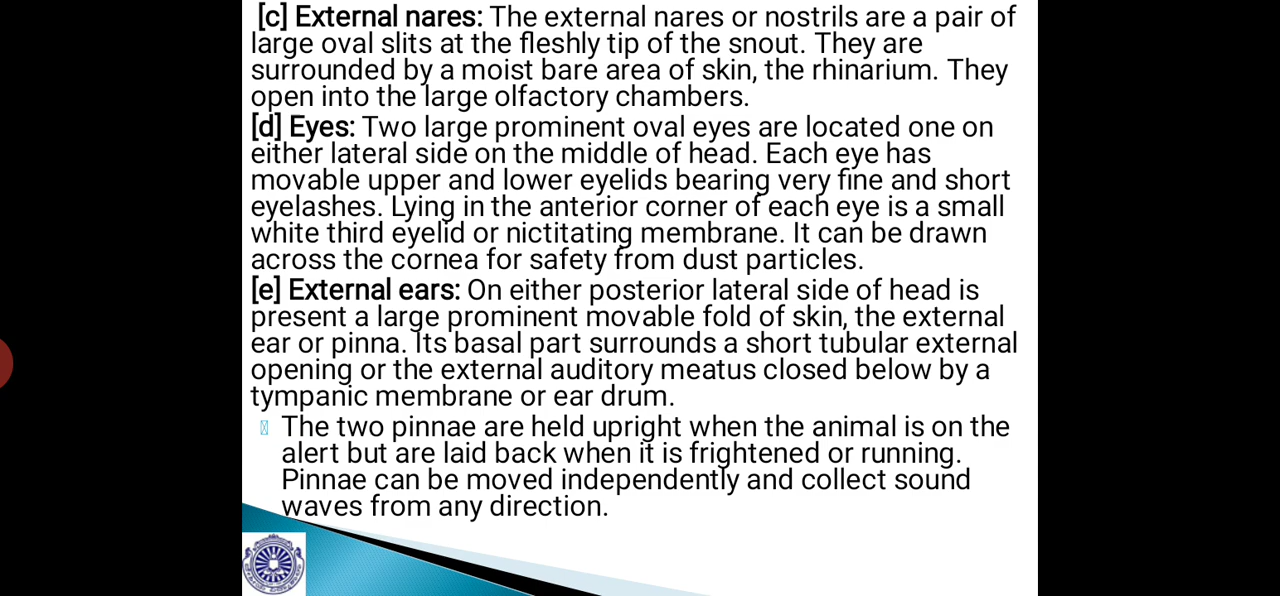 [c] External nares: The external nares or nostrils are a pair of
large oval slits at the fleshly tip of the snout. They are
surrounded by a moist bare area of skin, the rhinarium. They
open into the large olfactory chambers.
[d] Eyes: Two large prominent oval eyes are located one on
either lateral side on the middle of head. Each eye has
movable upper and lower eyelids bearing very fine and short
eyelashes. Lying in the anterior corner of each eye is a small
white third eyelid or nictitating membrane. It can be drawn
across the cornea for safety from dust particles.
[e] External ears: On either posterior lateral side of head is
present a large prominent movable fold of skin, the external
ear or pinna. Its basal part surrounds a short tubular external
opening or the external auditory meatus closed below by a
tympanic membrane or ear drum.
The two pinnae are held upright when the animal is on the
alert but are laid back when it is frightened or running.
Pinnae can be moved independently and collect sound
waves from any direction.